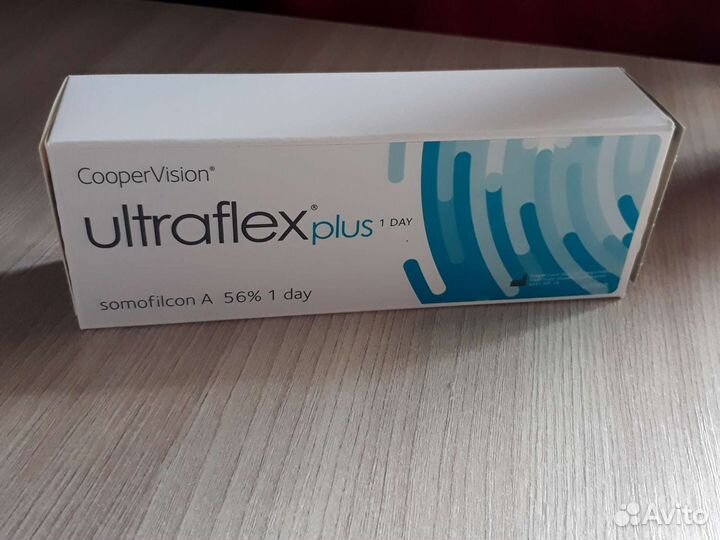 CooperVision®
ultraflex® plus 1 DAY
somofilcon A 56% 1 day
Avito